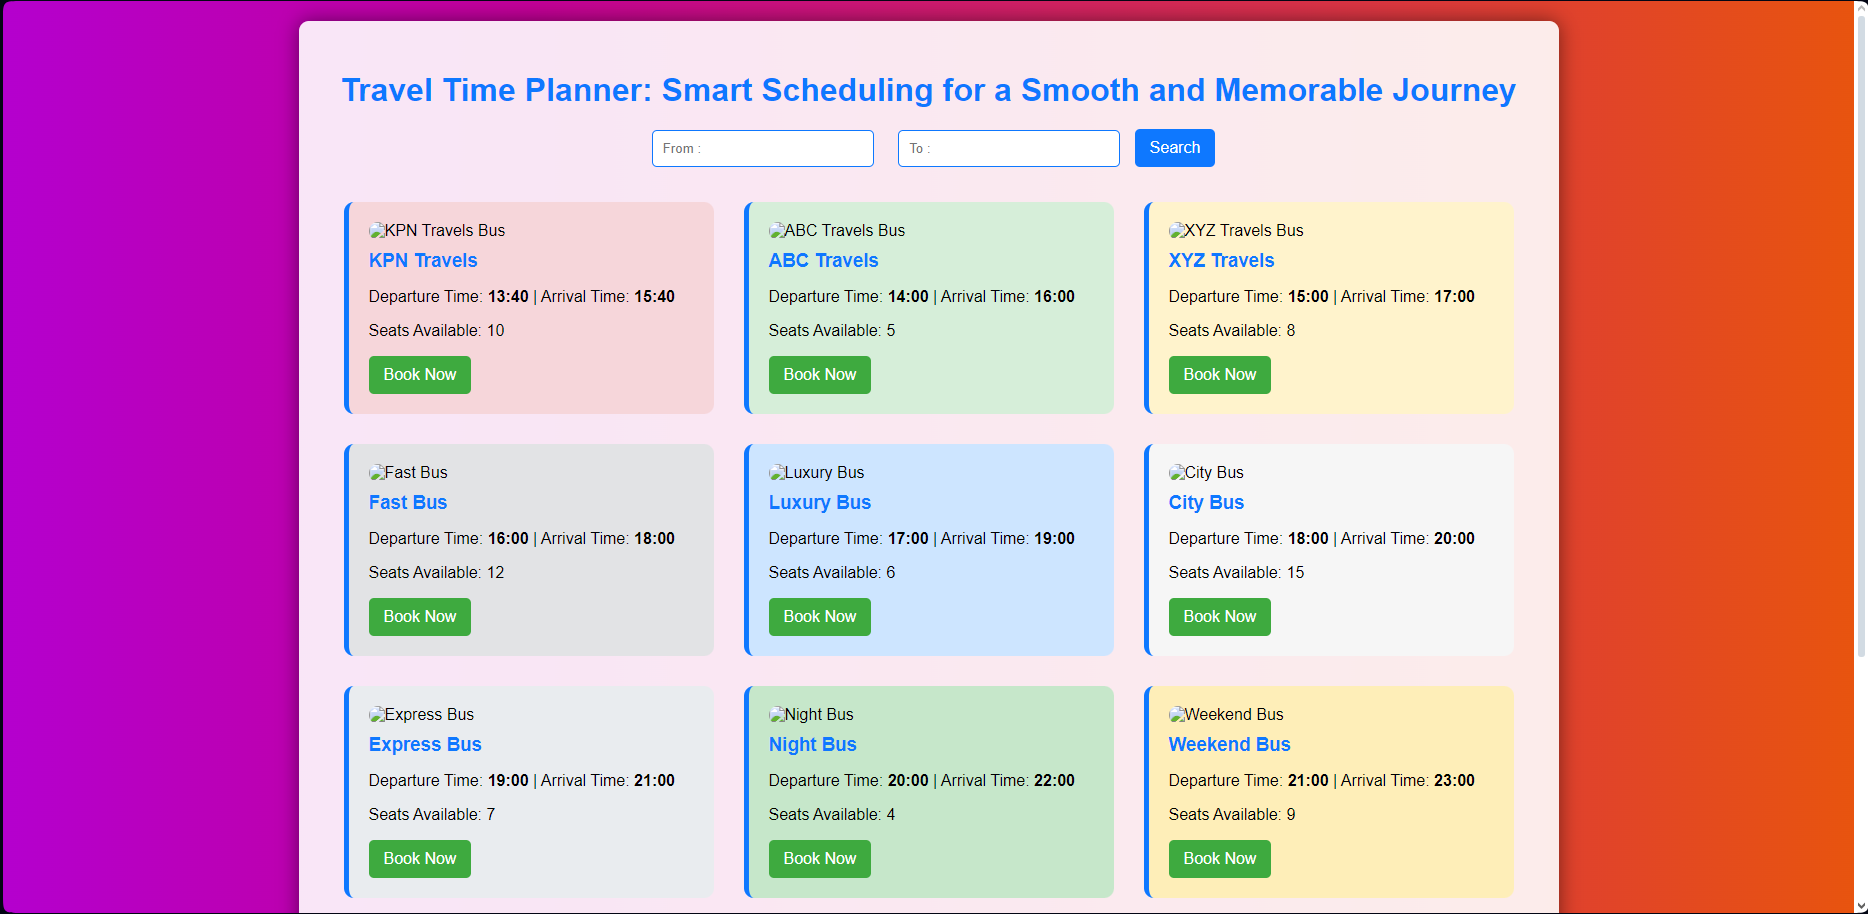 Travel Time Planner: Smart Scheduling for a Smooth and Memorable Journey
From :
To :
Search
KPN Travels Bus
KPN Travels
Departure Time: 13:40 | Arrival Time: 15:40
Seats Available: 10
Book Now
ABC Travels Bus
ABC Travels
Departure Time: 14:00 | Arrival Time: 16:00
Seats Available: 5
Book Now
XYZ Travels Bus
XYZ Travels
Departure Time: 15:00 | Arrival Time: 17:00
Seats Available: 8
Book Now
Fast Bus
Fast Bus
Departure Time: 16:00 | Arrival Time: 18:00
Seats Available: 12
Book Now
Luxury Bus
Luxury Bus
Departure Time: 17:00 | Arrival Time: 19:00
Seats Available: 6
Book Now
City Bus
City Bus
Departure Time: 18:00 | Arrival Time: 20:00
Seats Available: 15
Book Now
Express Bus
Express Bus
Departure Time: 19:00 | Arrival Time: 21:00
Seats Available: 7
Book Now
Night Bus
Night Bus
Departure Time: 20:00 | Arrival Time: 22:00
Seats Available: 4
Book Now
Weekend Bus
Weekend Bus
Departure Time: 21:00 | Arrival Time: 23:00
Seats Available: 9
Book Now